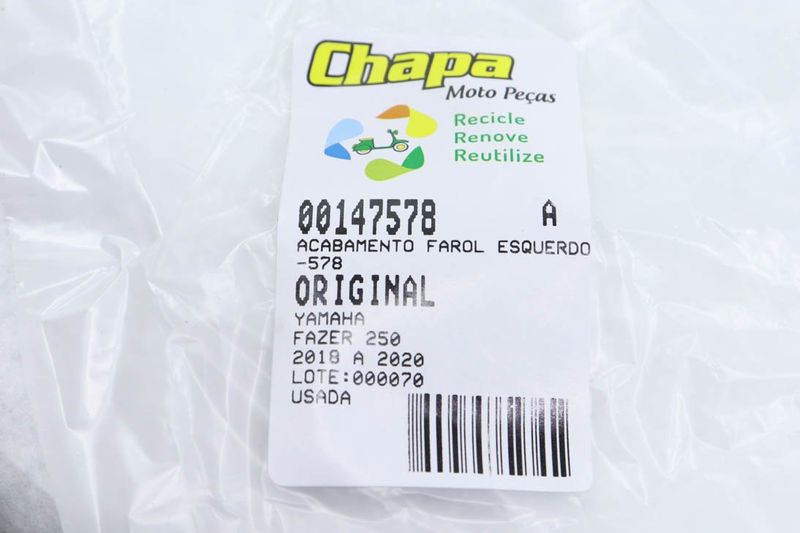 Chapa
Moto Peças
Recicle
Renove
Reutilize
00147578 A
ACABAMENTO FAROL ESQUERDO
-578
ORIGINAL
YAMAHA
FAZER 250
2018 A 2020
LOTE:000070
USADA